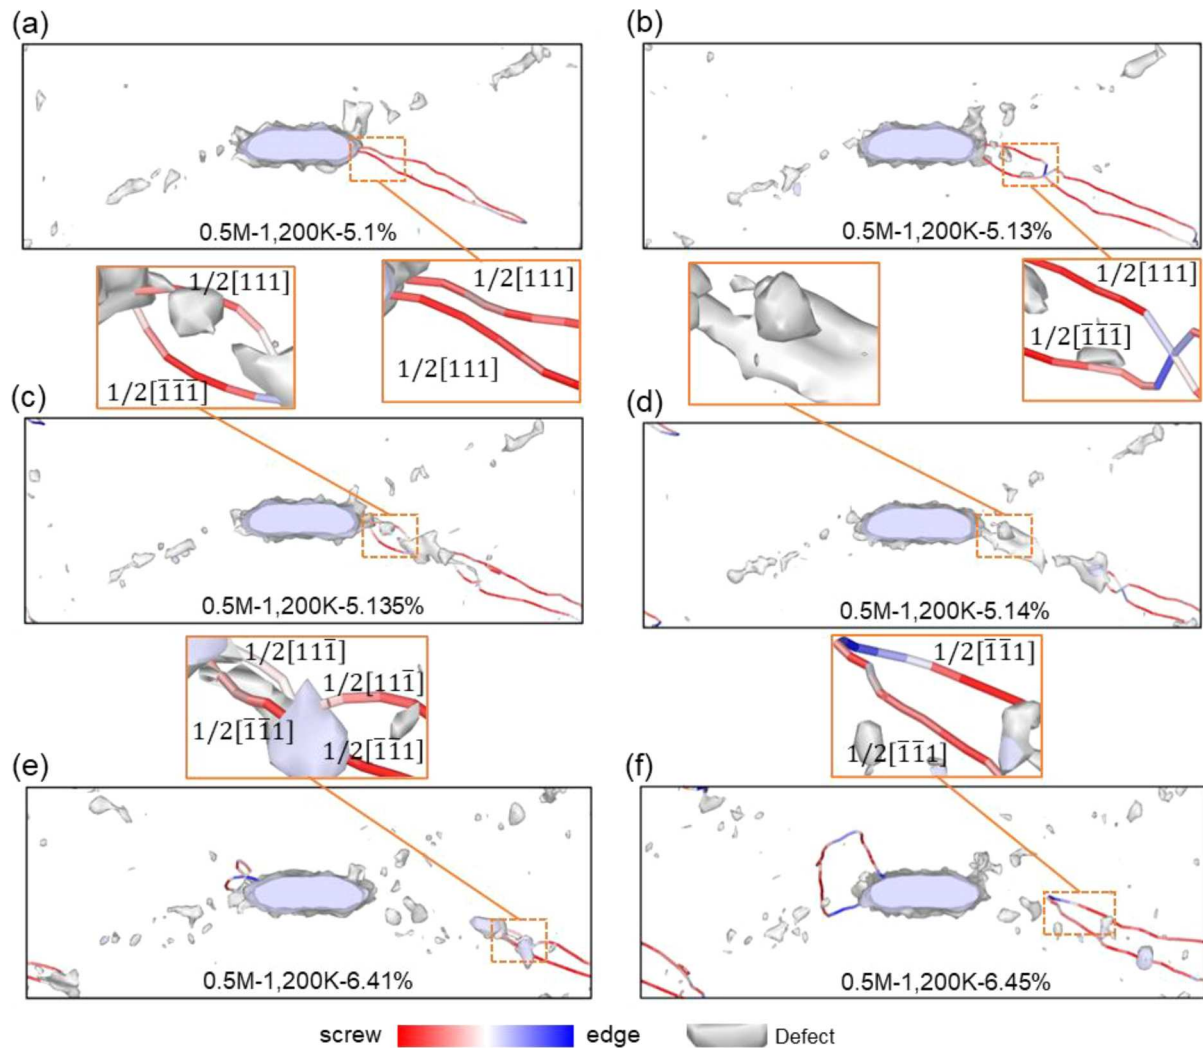 (a)
(b)
0.5M-1,200K-5.1%
0.5M-1,200K-5.13%
1/2[111]
1/2[1̅1̅1̅]
1/2[111]
1/2[111]
1/2[111]
1/2[1̅1̅1̅]
(c)
(d)
0.5M-1,200K-5.135%
0.5M-1,200K-5.14%
1/2[111̅]
1/2[111̅]
1/2[1̅1̅1]
1/2[1̅1̅1]
1/2[1̅1̅1]
1/2[1̅1̅1]
(e)
(f)
0.5M-1,200K-6.41%
0.5M-1,200K-6.45%
screw
edge
Defect